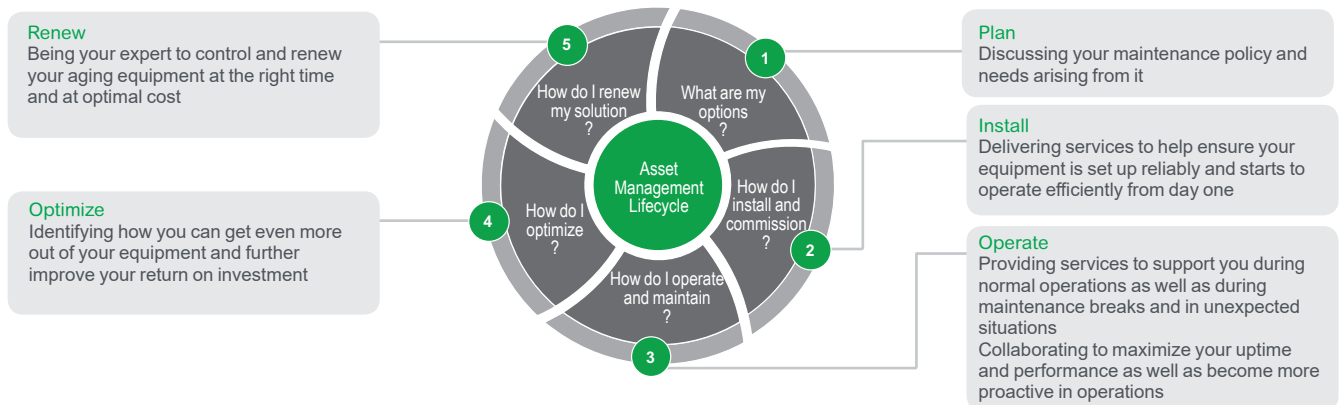 Renew
Being your expert to control and renew
your aging equipment at the right time
and at optimal cost
Optimize
Identifying how you can get even more
out of your equipment and further
improve your return on investment
5
How do I renew
my solution
?
1
What are my
options
?
Asset
Management
Lifecycle
How do I
install and
commission
?
2
4
How do I
optimize?
How do I operate
and maintain
?
3
Plan
Discussing your maintenance policy and
needs arising from it
Install
Delivering services to help ensure your
equipment is set up reliably and starts to
operate efficiently from day one
Operate
Providing services to support you during
normal operations as well as during
maintenance breaks and in unexpected
situations
Collaborating to maximize your uptime
and performance as well as become more
proactive in operations